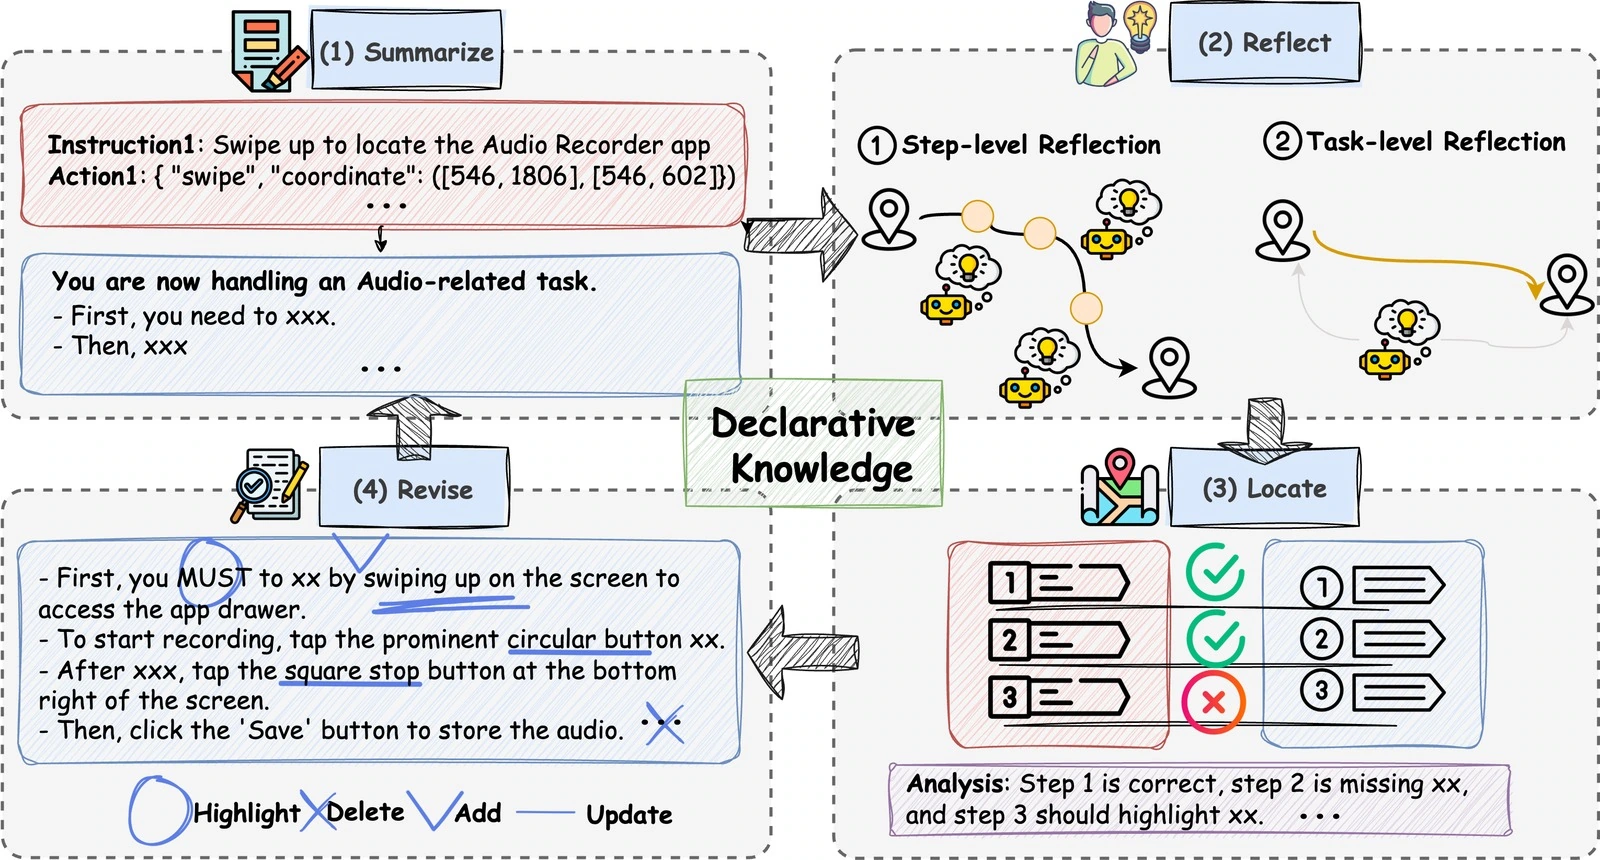 (1) Summarize
Instruction1: Swipe up to locate the Audio Recorder app
Action1: { "swipe", "coordinate": ([546, 1806], [546, 602]})
...
You are now handling an Audio-related task.
- First, you need to xxx.
- Then, xxx
...
(2) Reflect
1 Step-level Reflection
2 Task-level Reflection
Declarative
Knowledge
(3) Locate
1
2
3
1
2
3
Analysis: Step 1 is correct, step 2 is missing xx,
and step 3 should highlight xx. ...
(4) Revise
- First, you MUST to xx by swiping up on the screen to
access the app drawer.
- To start recording, tap the prominent circular button xx.
- After xxx, tap the square stop button at the bottom
right of the screen.
- Then, click the 'Save' button to store the audio. ...
Highlight Delete Add Update